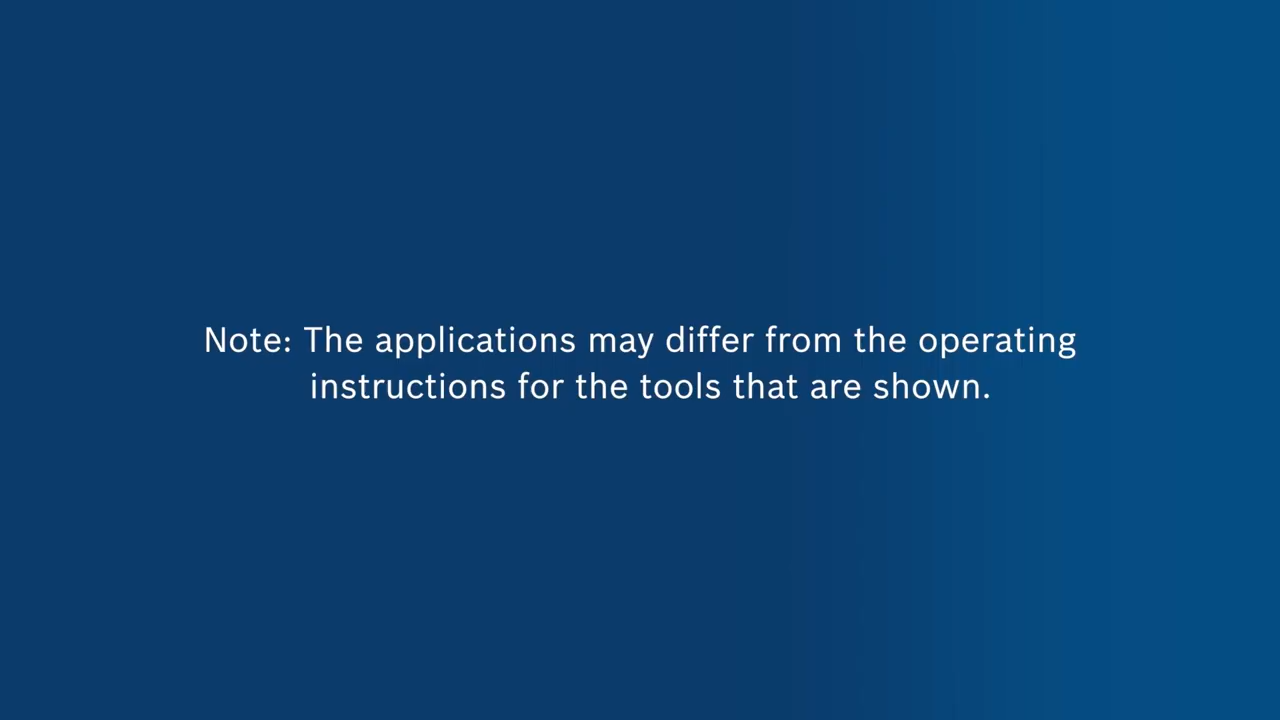 Note: The applications may differ from the operating
instructions for the tools that are shown.